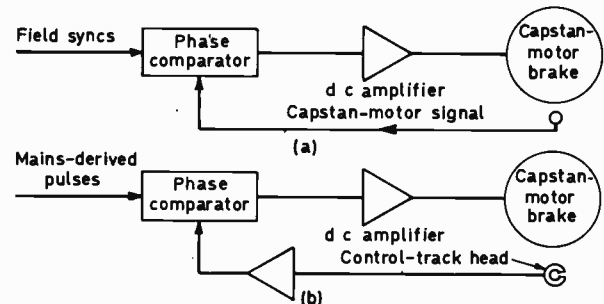 Field syncs
Phase
comparator
Capstan-
motor
brake
d c amplifier
Capstan-motor signal
(a)
Mains-derived
pulses
Phase
comparator
Capstan-
motor
brake
d c amplifier
Control-track head
(b)